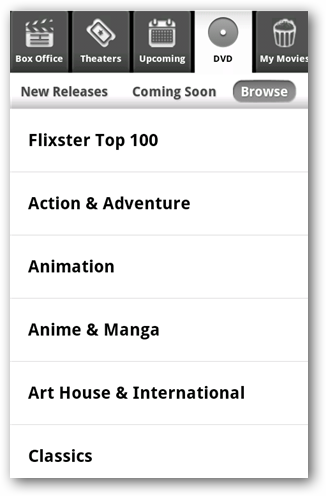 Box Office Theaters Upcoming DVD My Movies
New Releases Coming Soon Browse
Flixster Top 100
Action & Adventure
Animation
Anime & Manga
Art House & International
Classics